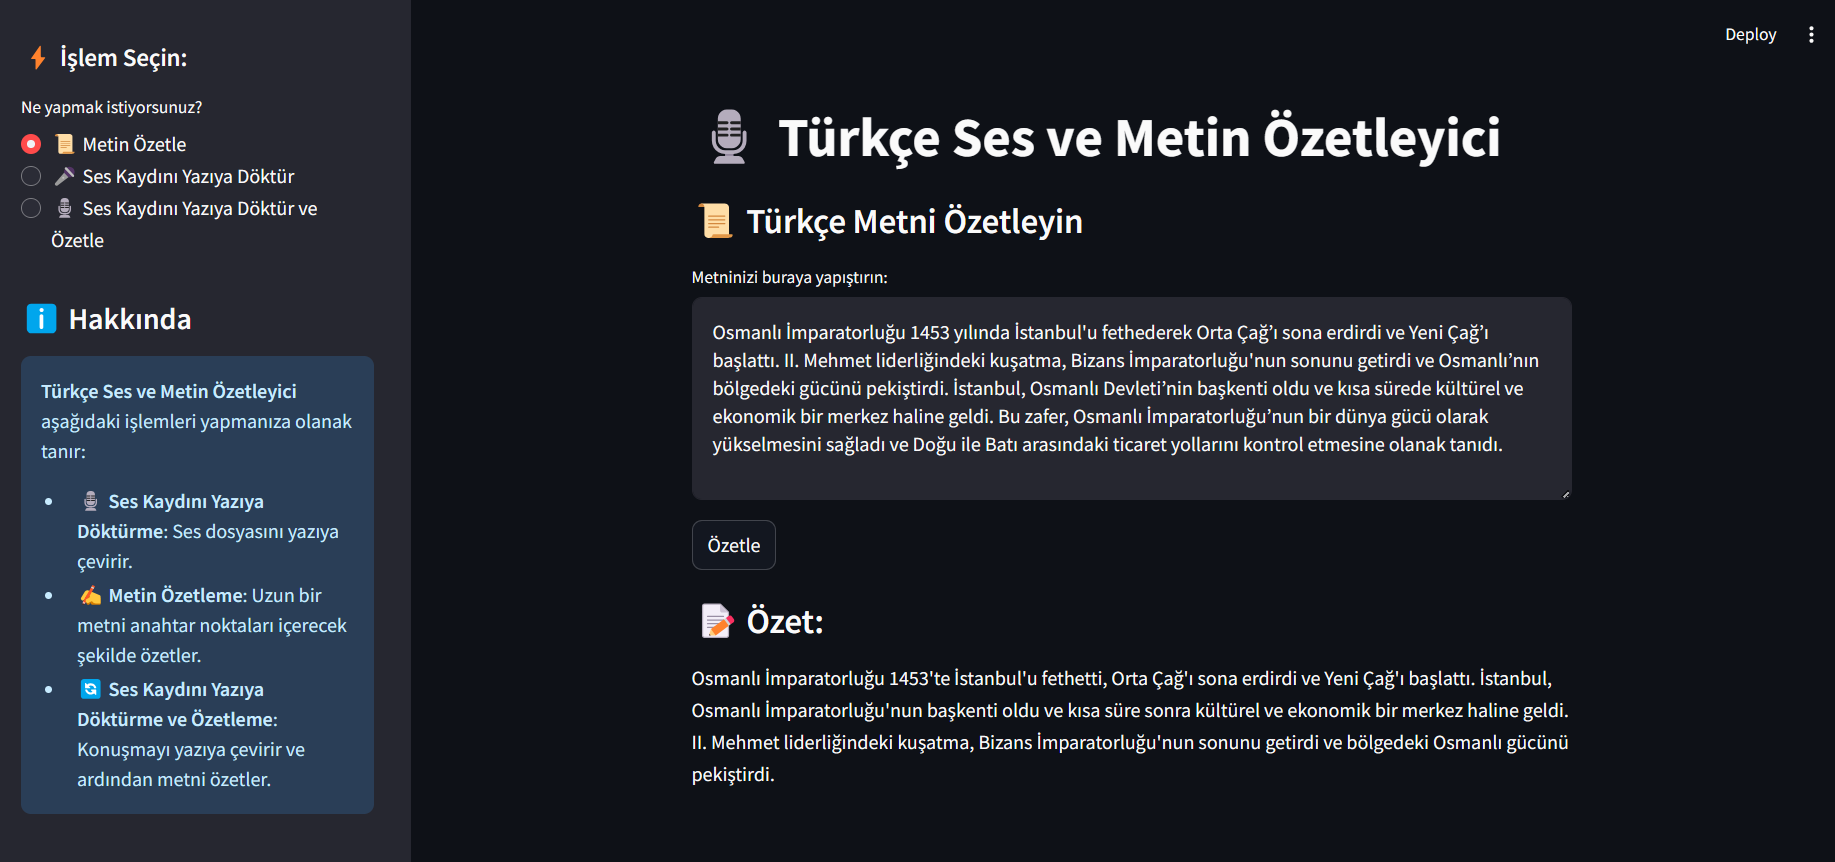 İşlem Seçin:
Ne yapmak istiyorsunuz?
Metin Özetle
Ses Kaydını Yazıya Döktür
Ses Kaydını Yazıya Döktür ve
Özetle
Hakkında
Türkçe Ses ve Metin Özetleyici
aşağıdaki işlemleri yapmanıza olanak
tanır:
• Ses Kaydını Yazıya
Döktürme: Ses dosyasını yazıya
çevirir.
• Metin Özetleme: Uzun bir
metni anahtar noktaları içerecek
şekilde özetler.
• Ses Kaydını Yazıya
Döktürme ve Özetleme:
Konuşmayı yazıya çevirir ve
ardından metni özetler.
Deploy
Türkçe Ses ve Metin Özetleyici
Türkçe Metni Özetleyin
Metninizi buraya yapıştırın:
Osmanlı İmparatorluğu 1453 yılında İstanbul'u fethederek Orta Çağ’ı sona erdirdi ve Yeni Çağ’ı
başlattı. II. Mehmet liderliğindeki kuşatma, Bizans İmparatorluğu'nun sonunu getirdi ve Osmanlı’nın
bölgedeki gücünü pekiştirdi. İstanbul, Osmanlı Devleti’nin başkenti oldu ve kısa sürede kültürel ve
ekonomik bir merkez haline geldi. Bu zafer, Osmanlı İmparatorluğu’nun bir dünya gücü olarak
yükselmesini sağladı ve Doğu ile Batı arasındaki ticaret yollarını kontrol etmesine olanak tanıdı.
Özetle
Özet:
Osmanlı İmparatorluğu 1453'te İstanbul'u fethetti, Orta Çağ'ı sona erdirdi ve Yeni Çağ'ı başlattı. İstanbul,
Osmanlı İmparatorluğu'nun başkenti oldu ve kısa süre sonra kültürel ve ekonomik bir merkez haline geldi.
II. Mehmet liderliğindeki kuşatma, Bizans İmparatorluğu'nun sonunu getirdi ve bölgedeki Osmanlı gücünü
pekiştirdi.